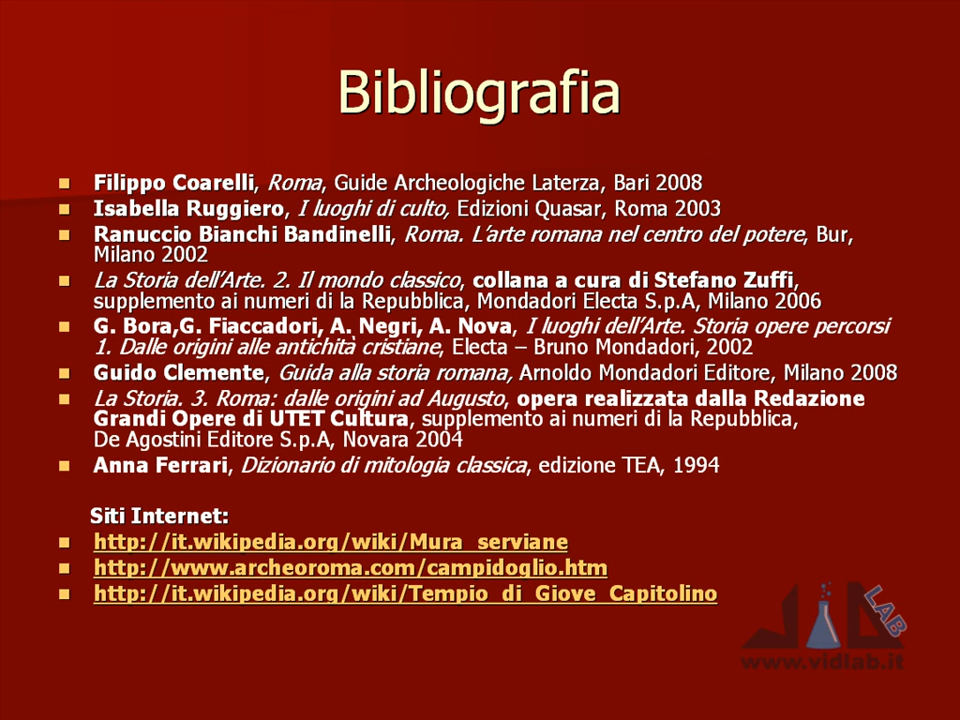 Bibliografia
Filippo Coarelli, Roma, Guide Archeologiche Laterza, Bari 2008
Isabella Ruggiero, I luoghi di culto, Edizioni Quasar, Roma 2003
Ranuccio Bianchi Bandinelli, Roma. L’arte romana nel centro del potere, Bur,
Milano 2002
La Storia dell’Arte. 2. Il mondo classico, collana a cura di Stefano Zuffi,
supplemento ai numeri di la Repubblica, Mondadori Electa S.p.A, Milano 2006
G. Bora,G. Fiaccadori, A. Negri, A. Nova, I luoghi dell’Arte. Storia opere percorsi
1. Dalle origini alle antichità cristiane, Electa – Bruno Mondadori, 2002
Guido Clemente, Guida alla storia romana, Arnoldo Mondadori Editore, Milano 2008
La Storia. 3. Roma: dalle origini ad Augusto, opera realizzata dalla Redazione
Grandi Opere di UTET Cultura, supplemento ai numeri di la Repubblica,
De Agostini Editore S.p.A, Novara 2004
Anna Ferrari, Dizionario di mitologia classica, edizione TEA, 1994
Siti Internet:
http://it.wikipedia.org/wiki/Mura_serviane
http://www.archeoroma.com/campidoglio.htm
http://it.wikipedia.org/wiki/Tempio_di_Giove_Capitolino
LAB
www.vidlab.it